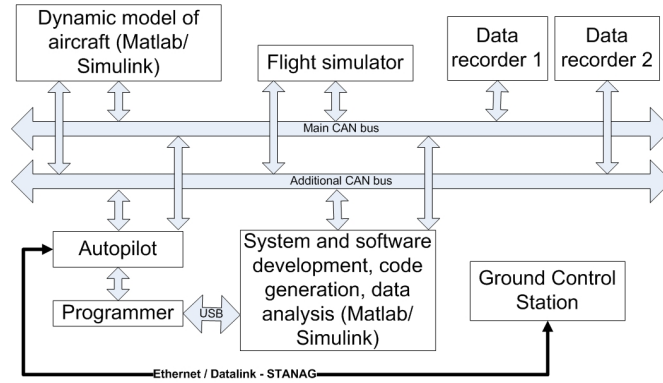 Dynamic model of
aircraft (Matlab/
Simulink)
Flight simulator
Data
recorder 1
Data
recorder 2
Main CAN bus
Additional CAN bus
Autopilot
System and software
development, code
generation, data
analysis (Matlab/
Simulink)
Ground Control
Station
Programmer
USB
Ethernet / Datalink - STANAG